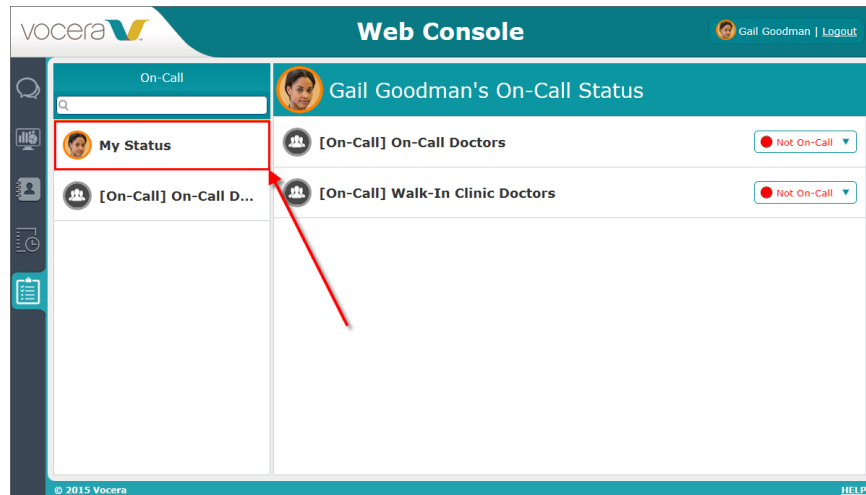 vocera
Web Console
Gail Goodman | Logout
On-Call
Gail Goodman's On-Call Status
My Status
[On-Call] On-Call Doctors
Not On-Call
[On-Call] On-Call D...
[On-Call] Walk-In Clinic Doctors
Not On-Call
© 2015 Vocera
HELP